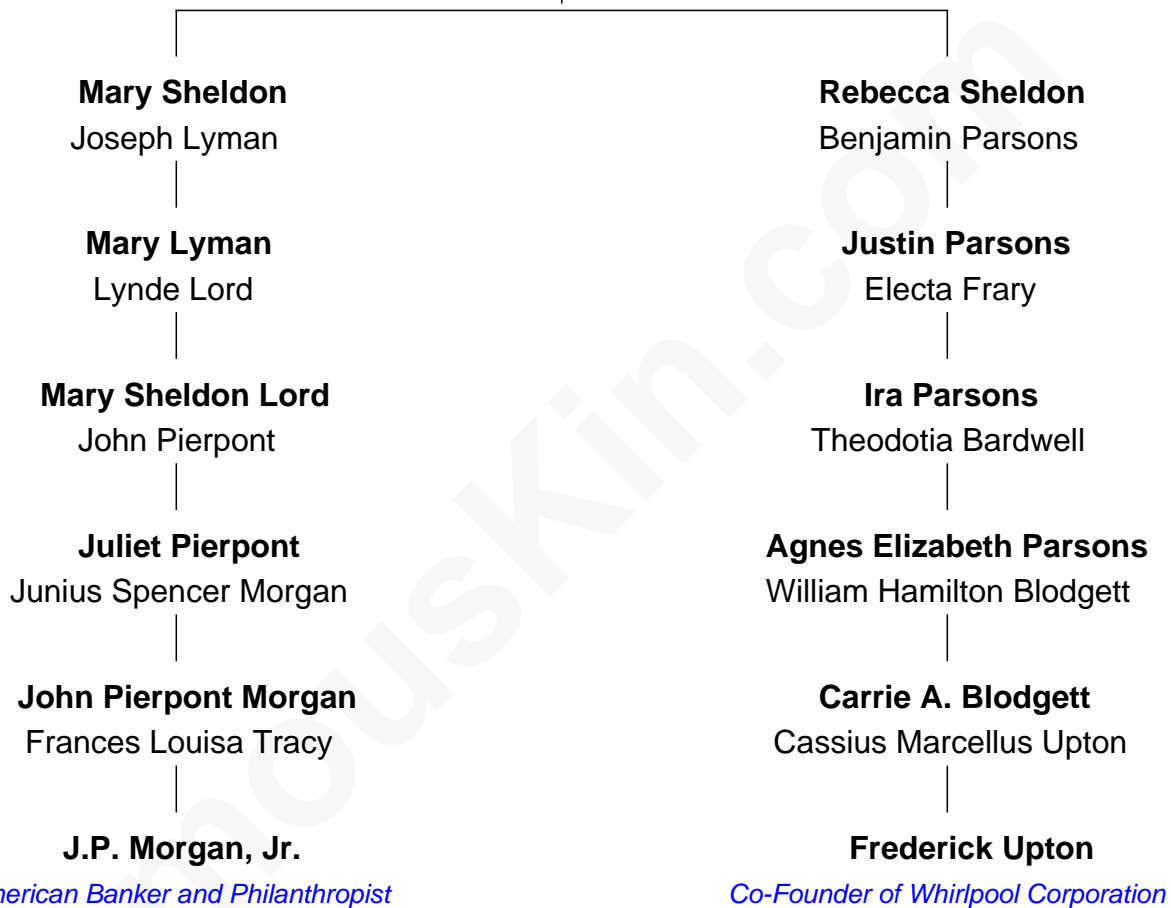 Mary Sheldon
Joseph Lyman
Rebecca Sheldon
Benjamin Parsons
Mary Lyman
Lynde Lord
Justin Parsons
Electa Frary
Mary Sheldon Lord
John Pierpont
Ira Parsons
Theodotia Bardwell
Juliet Pierpont
Junius Spencer Morgan
Agnes Elizabeth Parsons
William Hamilton Blodgett
John Pierpont Morgan
Frances Louisa Tracy
Carrie A. Blodgett
Cassius Marcellus Upton
J.P. Morgan, Jr.
merican Banker and Philanthropist
Frederick Upton
Co-Founder of Whirlpool Corporation
mousKin.com